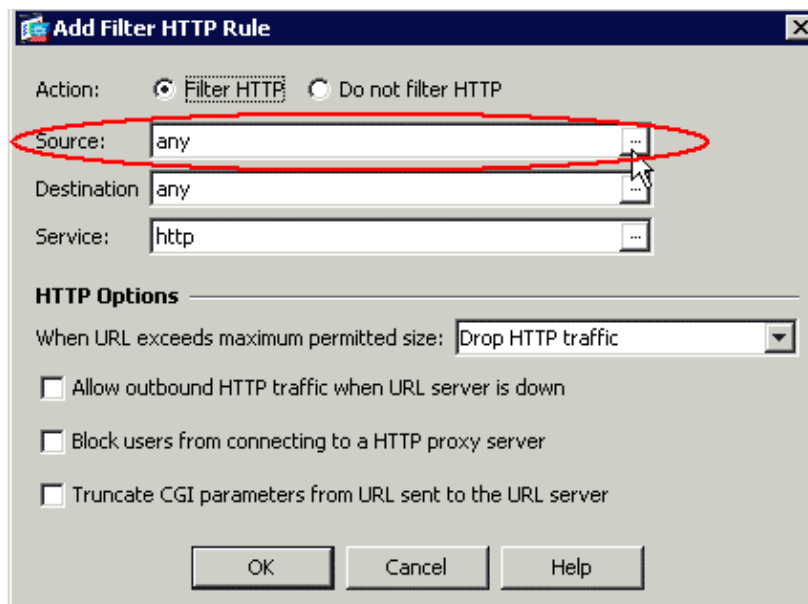 Add Filter HTTP Rule
Action: Filter HTTP Do not filter HTTP
Source: any ...
Destination any ...
Service: http ...
HTTP Options
When URL exceeds maximum permitted size: Drop HTTP traffic
Allow outbound HTTP traffic when URL server is down
Block users from connecting to a HTTP proxy server
Truncate CGI parameters from URL sent to the URL server
OK Cancel Help